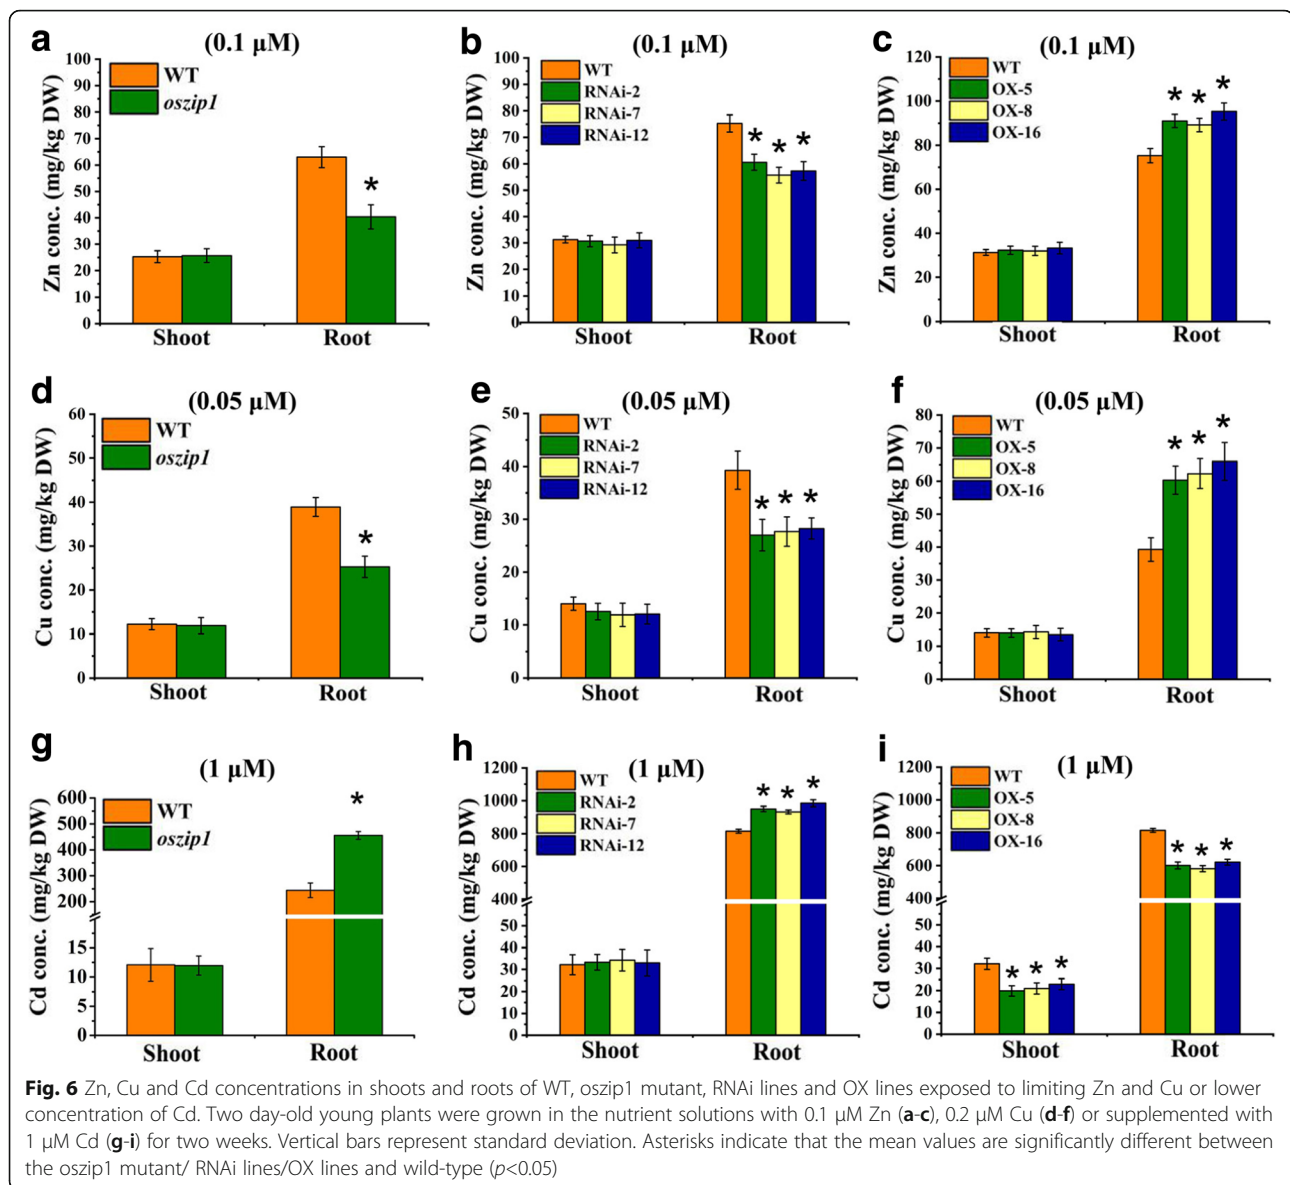 a
(0.1 μM)
Zn conc. (mg/kg DW)
100
90
80
70
60
50
40
30
20
10
0
WT
oszip1
*
Shoot Root
b
(0.1 μM)
Zn conc. (mg/kg DW)
100
90
80
70
60
50
40
30
20
10
0
WT
RNAi-2
RNAi-7
RNAi-12
* * *
Shoot Root
c
(0.1 μM)
Zn conc. (mg/kg DW)
120
100
80
60
40
20
0
WT
OX-5
OX-8
OX-16
* * *
Shoot Root
d
(0.05 μM)
Cu conc. (mg/kg DW)
60
50
40
30
20
10
0
WT
oszip1
*
Shoot Root
e
(0.05 μM)
Cu conc. (mg/kg DW)
50
40
30
20
10
0
WT
RNAi-2
RNAi-7
RNAi-12
* * *
Shoot Root
f
(0.05 μM)
Cu conc. (mg/kg DW)
80
70
60
50
40
30
20
10
0
WT
OX-5
OX-8
OX-16
* * *
Shoot Root
g
(1 μM)
Cd conc. (mg/kg DW)
600
500
400
300
200
15
10
5
0
WT
oszip1
*
Shoot Root
h
(1 μM)
Cd conc. (mg/kg DW)
1200
1000
800
600
400
50
40
30
20
10
0
WT
RNAi-2
RNAi-7
RNAi-12
* * *
Shoot Root
i
(1 μM)
Cd conc. (mg/kg DW)
1200
1000
800
600
400
50
40
30
20
10
0
WT
OX-5
OX-8
OX-16
* * *
* * *
Shoot Root
Fig. 6 Zn, Cu and Cd concentrations in shoots and roots of WT, oszip1 mutant, RNAi lines and OX lines exposed to limiting Zn and Cu or lower
concentration of Cd. Two day-old young plants were grown in the nutrient solutions with 0.1 μM Zn (a-c), 0.2 μM Cu (d-f) or supplemented with
1 μM Cd (g-i) for two weeks. Vertical bars represent standard deviation. Asterisks indicate that the mean values are significantly different between
the oszip1 mutant/ RNAi lines/OX lines and wild-type (p<0.05)